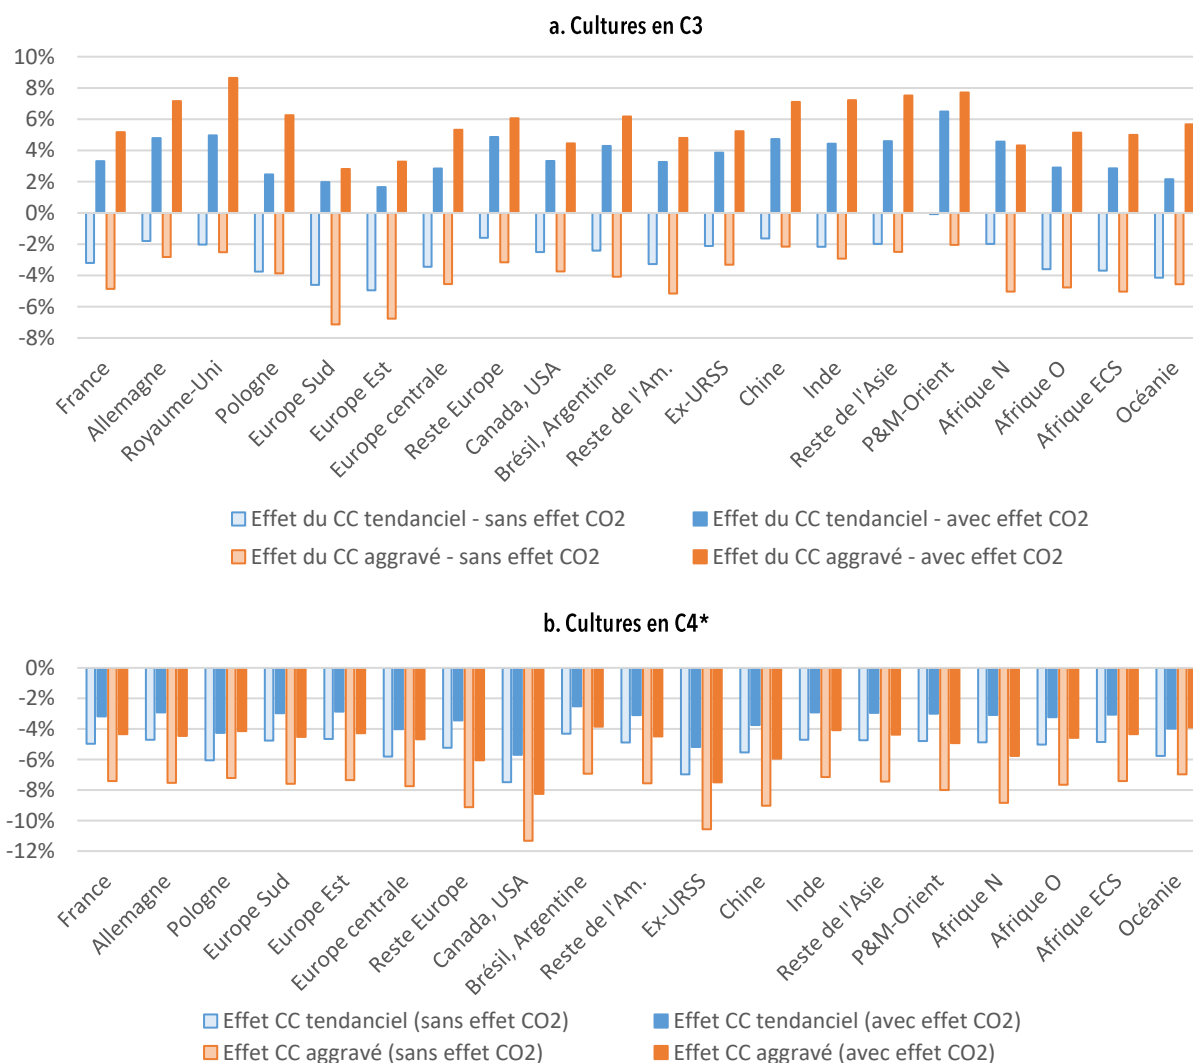 a. Cultures en C3
10%
8%
6%
4%
2%
0%
-2%
-4%
-6%
-8%
France
Allemagne
Royaume-Uni
Pologne
Europe Sud
Europe Est
Europe centrale
Reste Europe
Canada, USA
Brésil, Argentine
Reste de l'Am.
Ex-URSS
Chine
Inde
Reste de l'Asie
P&M-Orient
Afrique N
Afrique O
Afrique ECS
Océanie
Effet du CC tendanciel - sans effet CO2
Effet du CC tendanciel - avec effet CO2
Effet du CC aggravé - sans effet CO2
Effet du CC aggravé - avec effet CO2
b. Cultures en C4*
0%
-2%
-4%
-6%
-8%
-10%
-12%
France
Allemagne
Pologne
Europe Sud
Europe Est
Europe centrale
Reste Europe
Canada, USA
Brésil, Argentine
Reste de l'Am.
Ex-URSS
Chine
Inde
Reste de l'Asie
P&M-Orient
Afrique N
Afrique O
Afrique ECS
Océanie
Effet CC tendanciel (sans effet CO2)
Effet CC tendanciel (avec effet CO2)
Effet CC aggravé (sans effet CO2)
Effet CC aggravé (avec effet CO2)